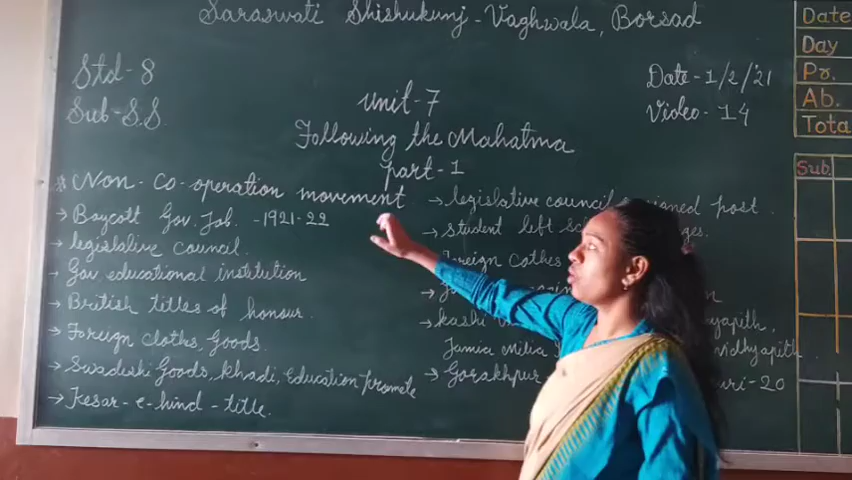 Saraswati Shishukunj - Vaghwala, Borsad
Std - 8
Sub - S.S
Date - 1/2/21
Video - 14
unit - 7
Following the Mahatma
part - 1
* Non-co-operation movement
→ Boycott Gov. Job. - 1921-22
→ legislative council.
→ Gov. educational institution
→ British titles of honour.
→ Foreign cloths, Goods.
→ Swadeshi Goods, Khadi, Education Promote
→ Kesar-e-hind - title.
→ legislative council post.
→ student left
Foreign cothes
→ Kashi
Jamia Milia
→ Gorakhpur - 20
Date
Day
Pr.
Ab.
Total
Sub.